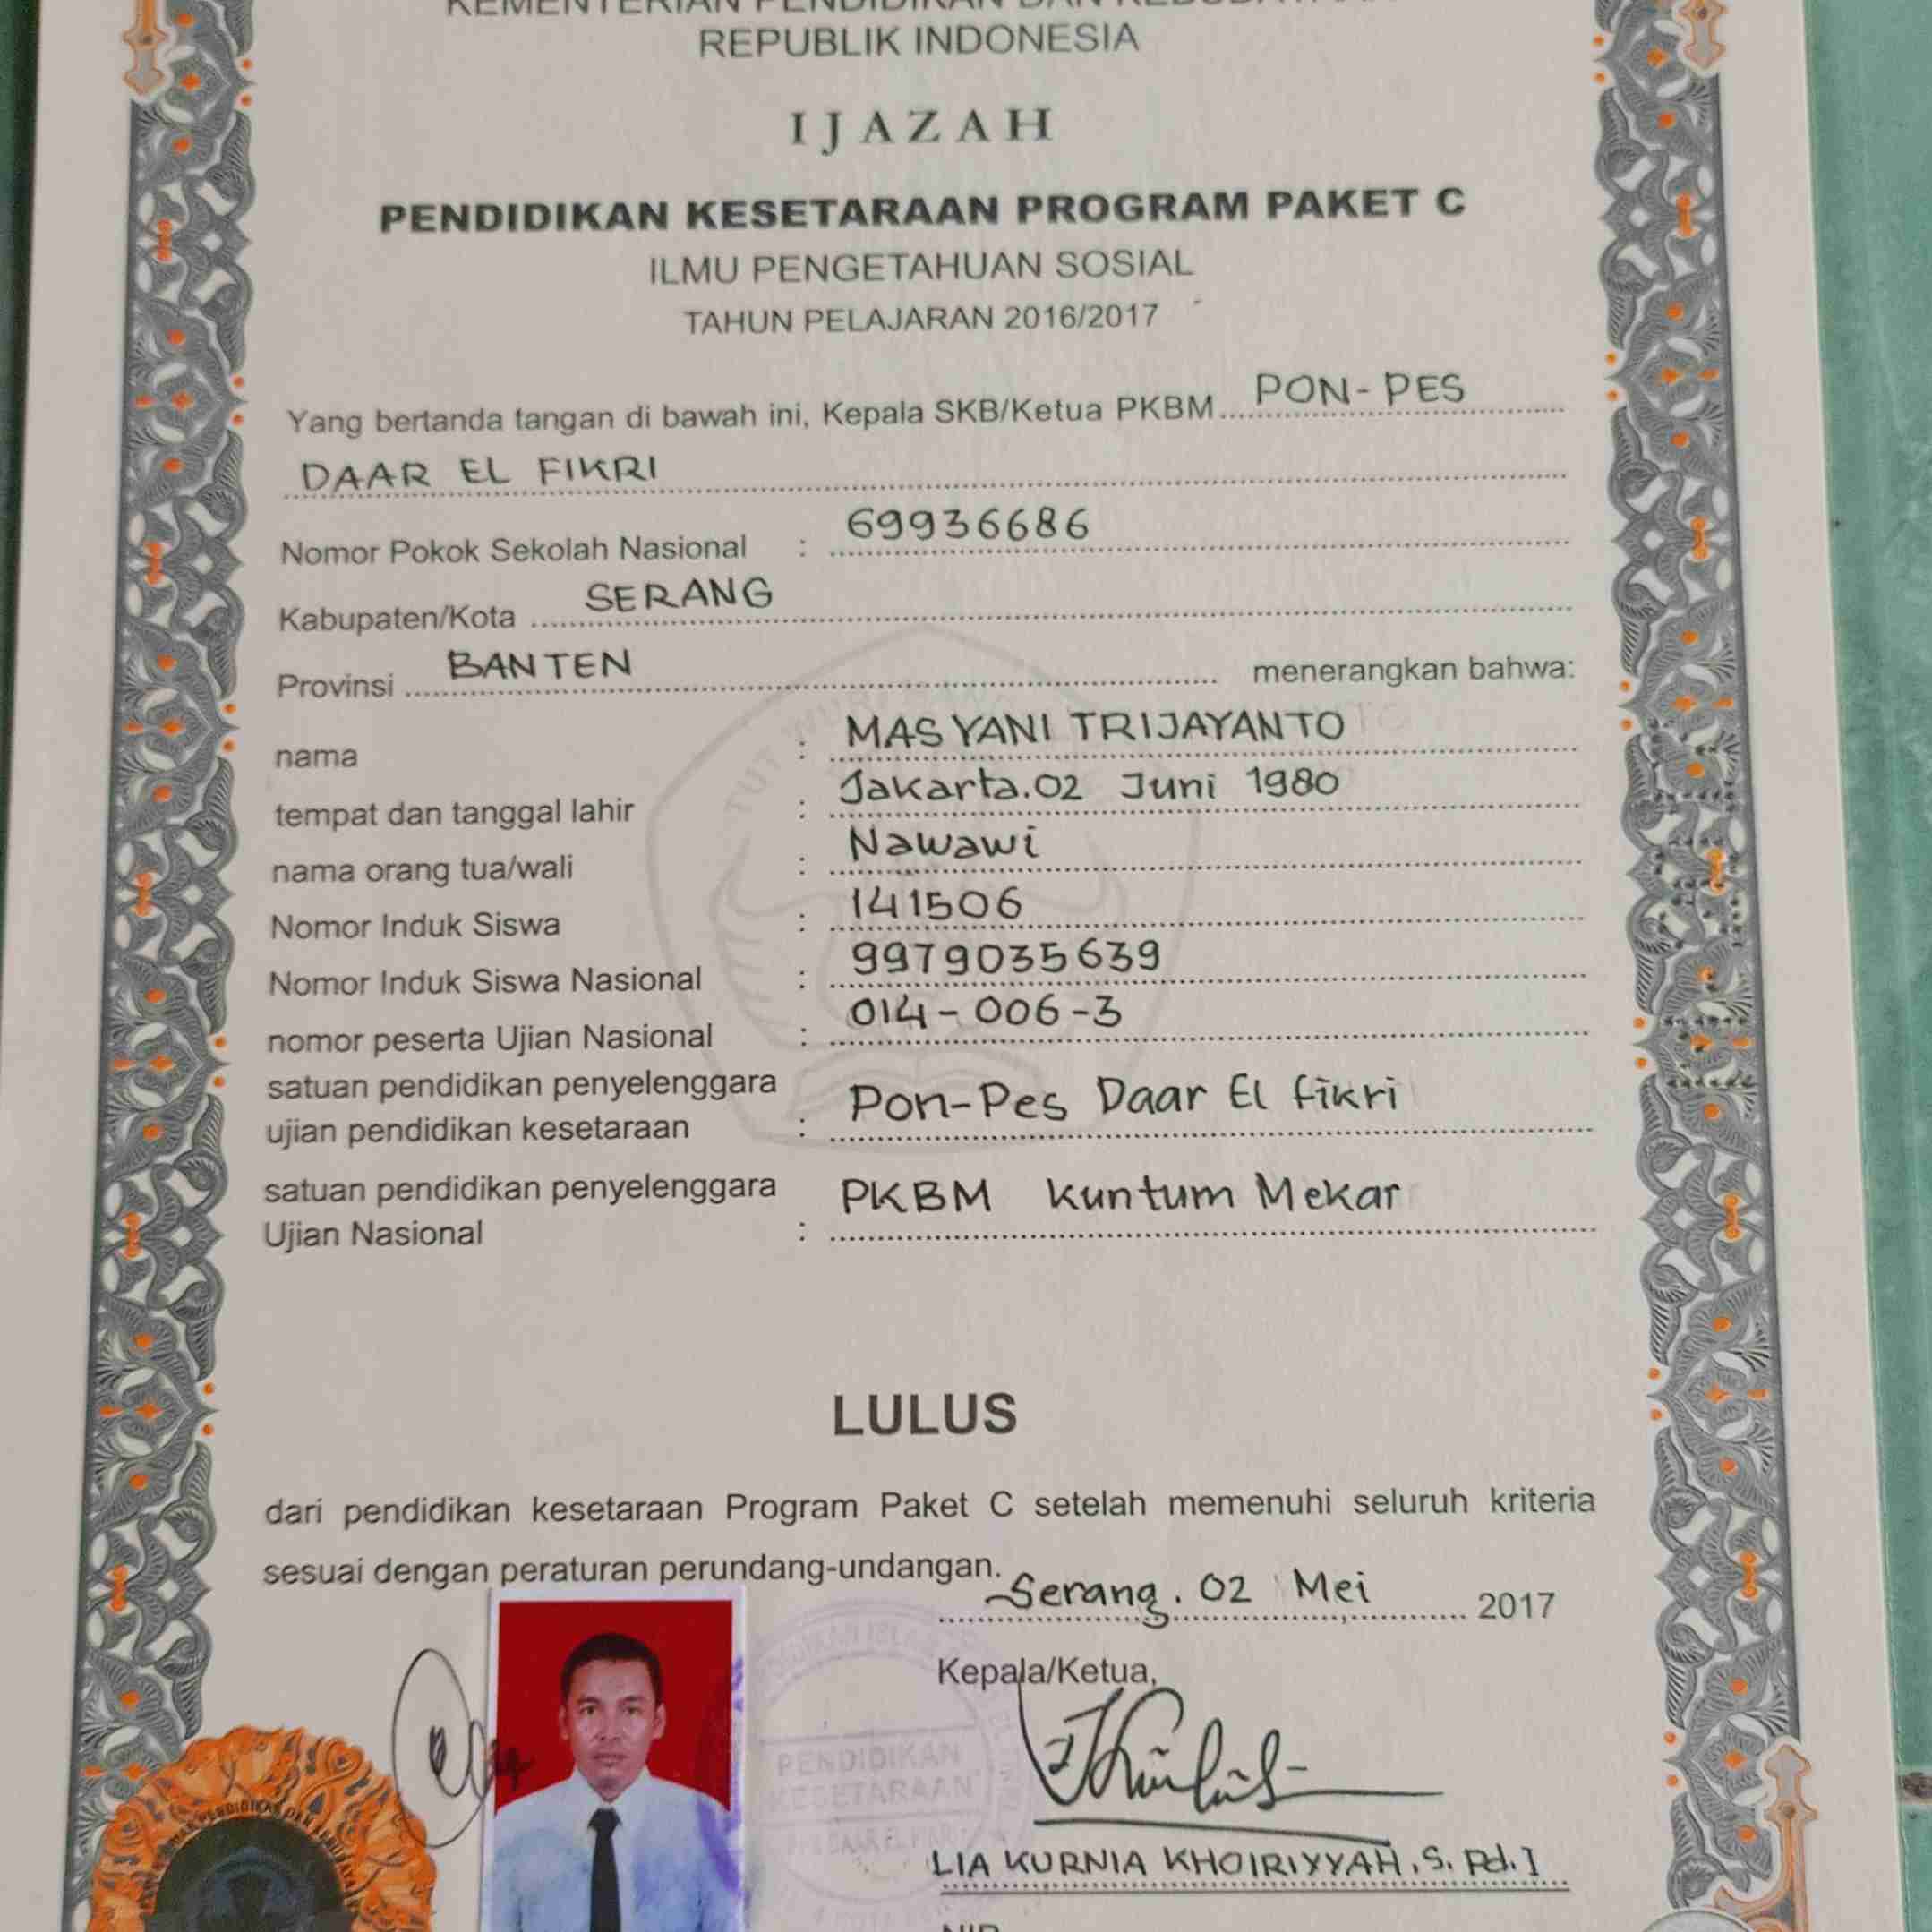 KEMENTERIAN PENDIDIKAN DAN KEBUDAYAAN
REPUBLIK INDONESIA
IJAZAH
PENDIDIKAN KESETARAAN PROGRAM PAKET C
ILMU PENGETAHUAN SOSIAL
TAHUN PELAJARAN 2016/2017
Yang bertanda tangan di bawah ini, Kepala SKB/Ketua PKBM PON-PES
DAAR EL FIKRI
Nomor Pokok Sekolah Nasional : 69936686
Kabupaten/Kota SERANG
Provinsi BANTEN menerangkan bahwa:
nama : MASYANI TRIJAYANTO
tempat dan tanggal lahir : Jakarta.02 Juni 1980
nama orang tua/wali : Nawawi
Nomor Induk Siswa : 141506
Nomor Induk Siswa Nasional : 9979035639
nomor peserta Ujian Nasional : 014-006-3
satuan pendidikan penyelenggara
ujian pendidikan kesetaraan : Pon-Pes Daar El fikri
satuan pendidikan penyelenggara
Ujian Nasional : PKBM Kuntum Mekar
LULUS
dari pendidikan kesetaraan Program Paket C setelah memenuhi seluruh kriteria
sesuai dengan peraturan perundang-undangan.
Serang. 02 Mei 2017
Kepala/Ketua,
PENDIDIKAN
KESETARAAN
LIA KURNIA KHOIRIYYAH, S. Pd. I
NIP